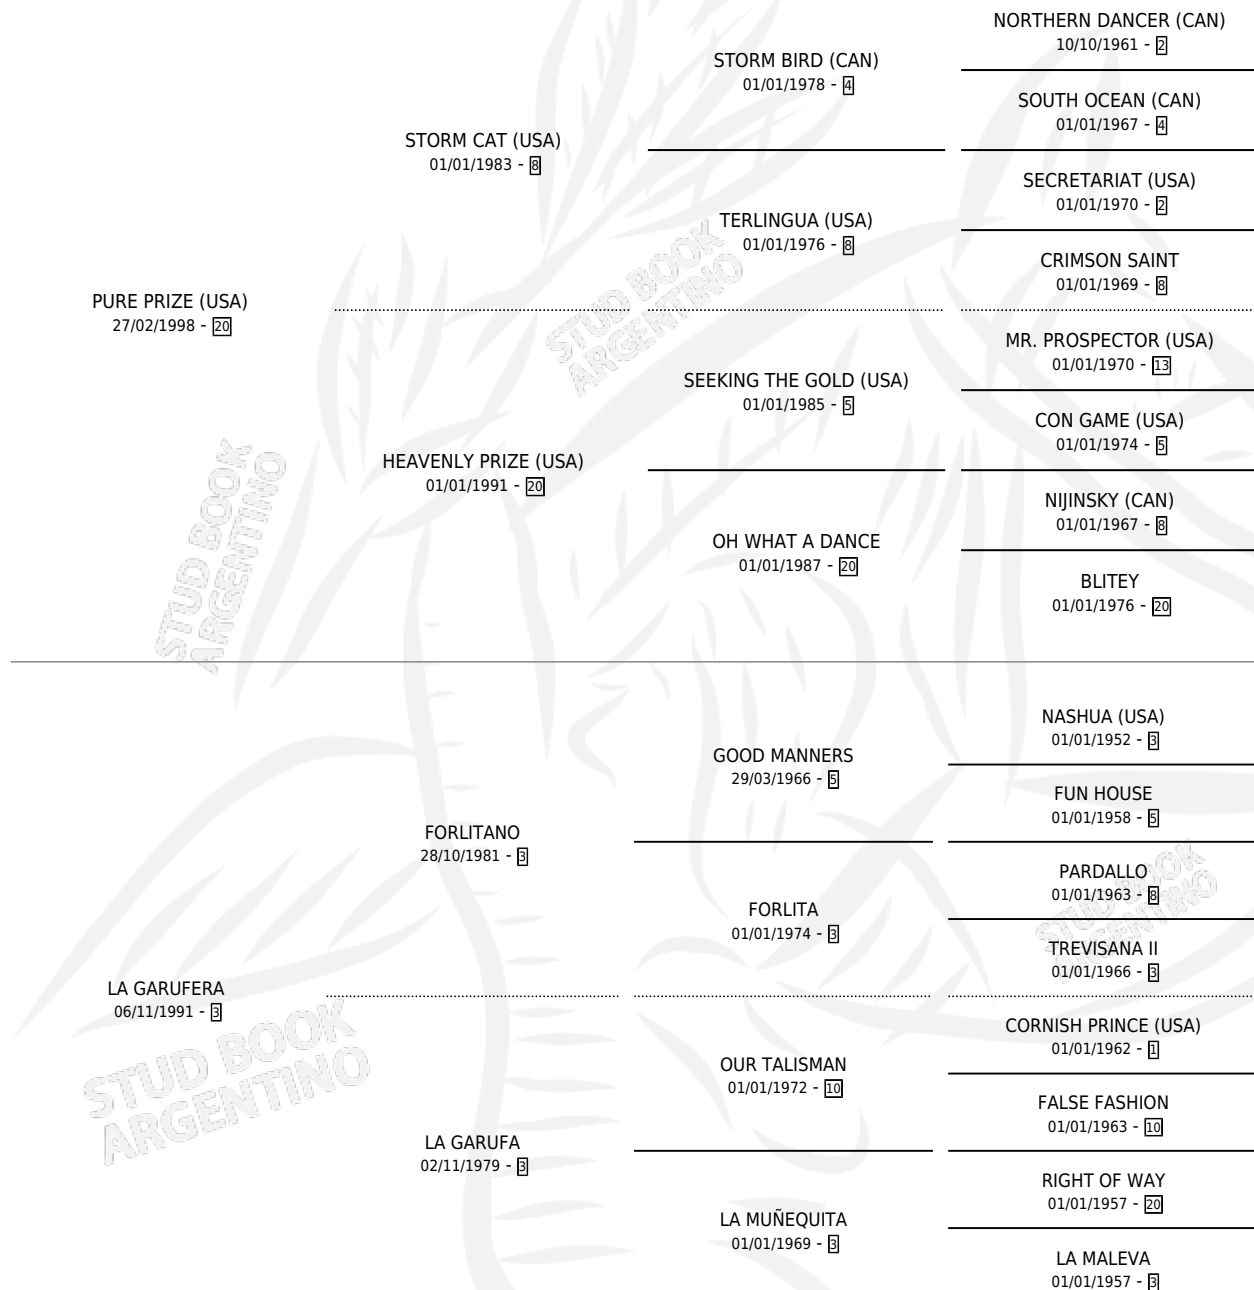 NORTHERN DANCER (CAN)
10/10/1961 - 2
STORM BIRD (CAN)
01/01/1978 - 4
SOUTH OCEAN (CAN)
01/01/1967 - 4
STORM CAT (USA)
01/01/1983 - 8
SECRETARIAT (USA)
01/01/1970 - 2
TERLINGUA (USA)
01/01/1976 - 8
CRIMSON SAINT
01/01/1969 - 8
PURE PRIZE (USA)
27/02/1998 - 20
MR. PROSPECTOR (USA)
01/01/1970 - 13
SEEKING THE GOLD (USA)
01/01/1985 - 5
CON GAME (USA)
01/01/1974 - 5
HEAVENLY PRIZE (USA)
01/01/1991 - 20
NIJINSKY (CAN)
01/01/1967 - 8
OH WHAT A DANCE
01/01/1987 - 20
BLITEY
01/01/1976 - 20
NASHUA (USA)
01/01/1952 - 3
GOOD MANNERS
29/03/1966 - 5
FUN HOUSE
01/01/1958 - 5
FORLITANO
28/10/1981 - 3
PARDALLO
01/01/1963 - 8
FORLITA
01/01/1974 - 3
TREVISANA II
01/01/1966 - 3
LA GARUFERA
06/11/1991 - 3
CORNISH PRINCE (USA)
01/01/1962 - 1
OUR TALISMAN
01/01/1972 - 10
FALSE FASHION
01/01/1963 - 10
LA GARUFA
02/11/1979 - 3
RIGHT OF WAY
01/01/1957 - 20
LA MUÑEQUITA
01/01/1969 - 3
LA MALEVA
01/01/1957 - 3
STUD BOOK
ARGENTINO
STUD BOOK
ARGENTINO
STUD BOOK
ARGENTINO
STUD BOOK
ARGENTINO